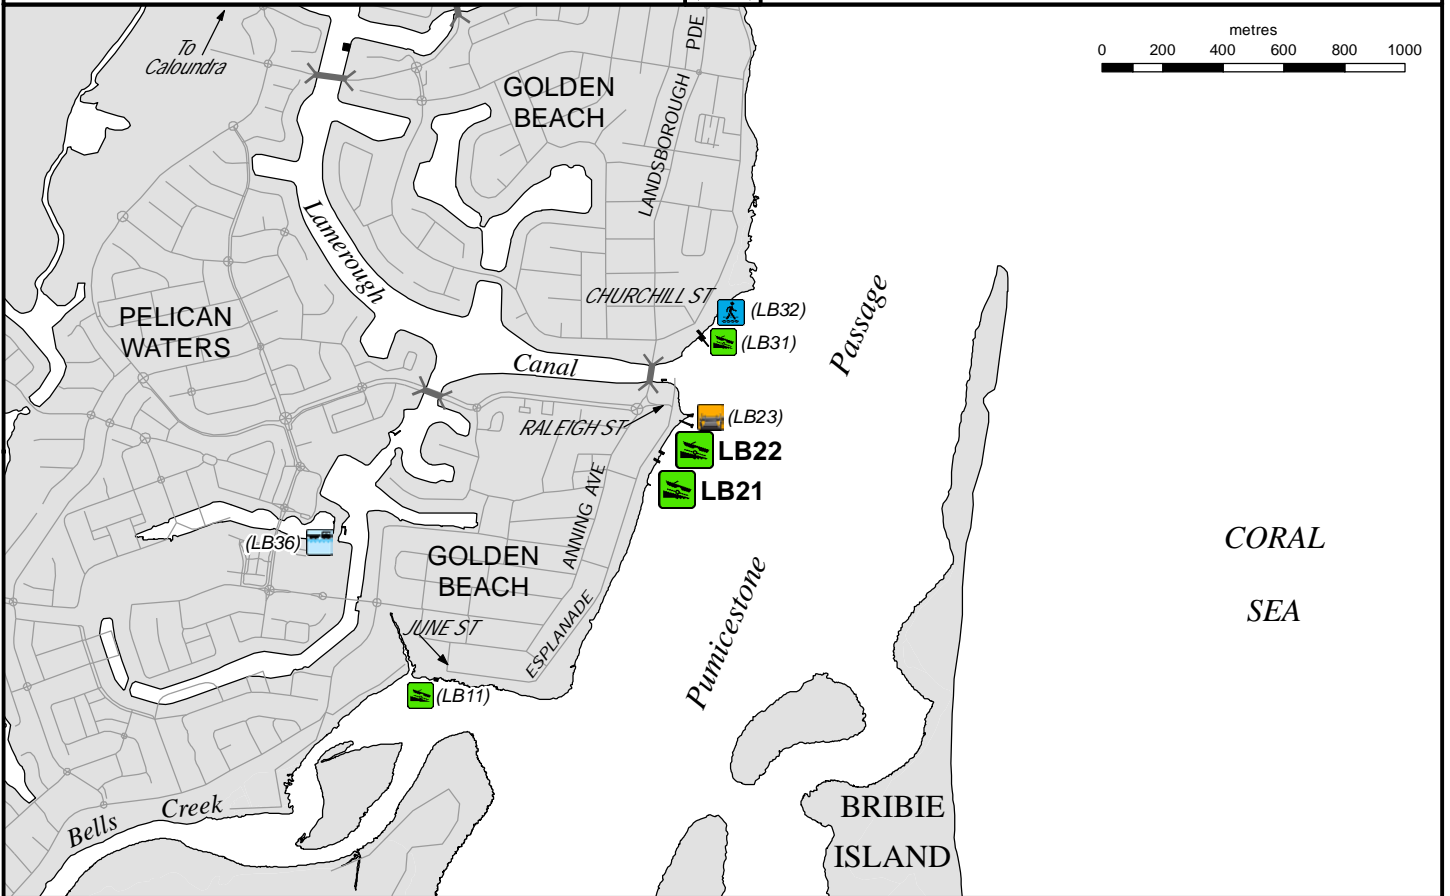 metres
0 200 400 600 800 1000
To
Caloundra
GOLDEN
BEACH
LANDSBOROUGH PDE
Lamerough
Canal
CHURCHILL ST
(LB32)
(LB31)
Passage
PELICAN
WATERS
(LB23)
RALEIGH ST
LB22
LB21
ANNING AVE
(LB36)
GOLDEN
BEACH
CORAL
SEA
ESPLANADE
JUNE ST
Pumicestone
(LB11)
Bells Creek
BRIBIE
ISLAND